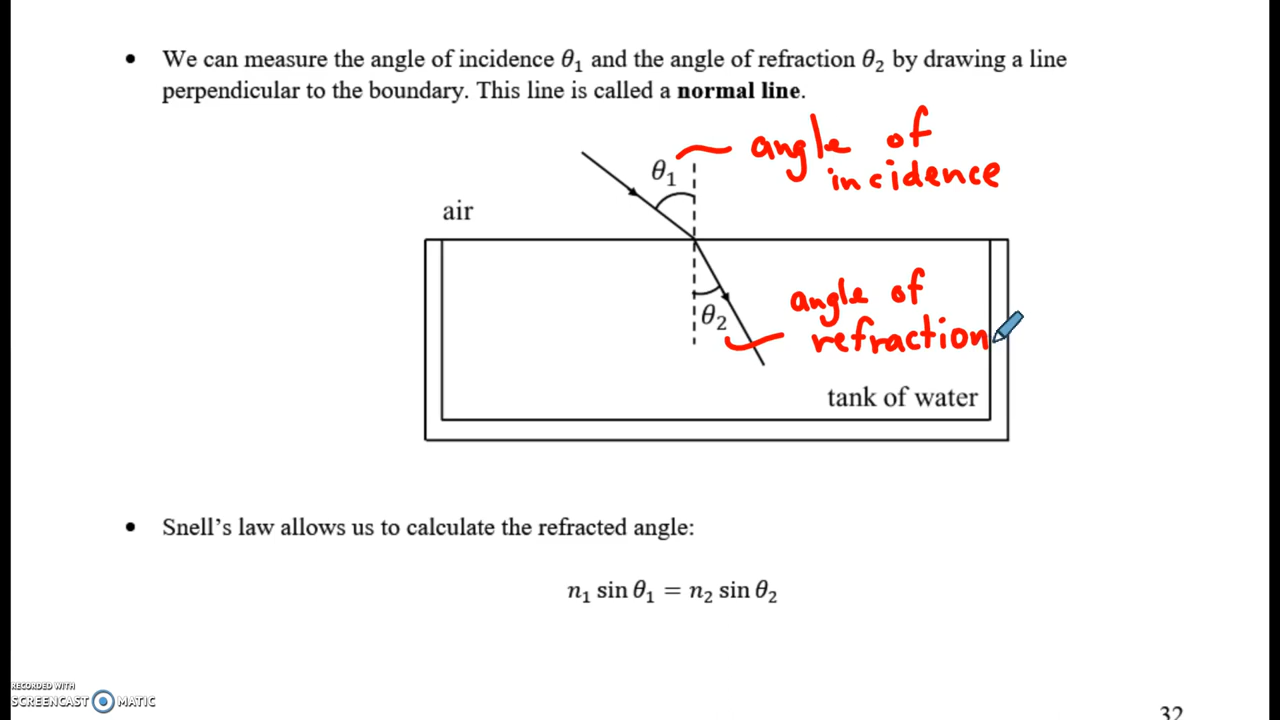 • We can measure the angle of incidence θ₁ and the angle of refraction θ₂ by drawing a line
perpendicular to the boundary. This line is called a normal line.
angle of
incidence
θ₁
air
angle of
refraction
θ₂
tank of water
• Snell’s law allows us to calculate the refracted angle:
n₁ sin θ₁ = n₂ sin θ₂
RECORDED WITH
SCREENCAST MATIC
32